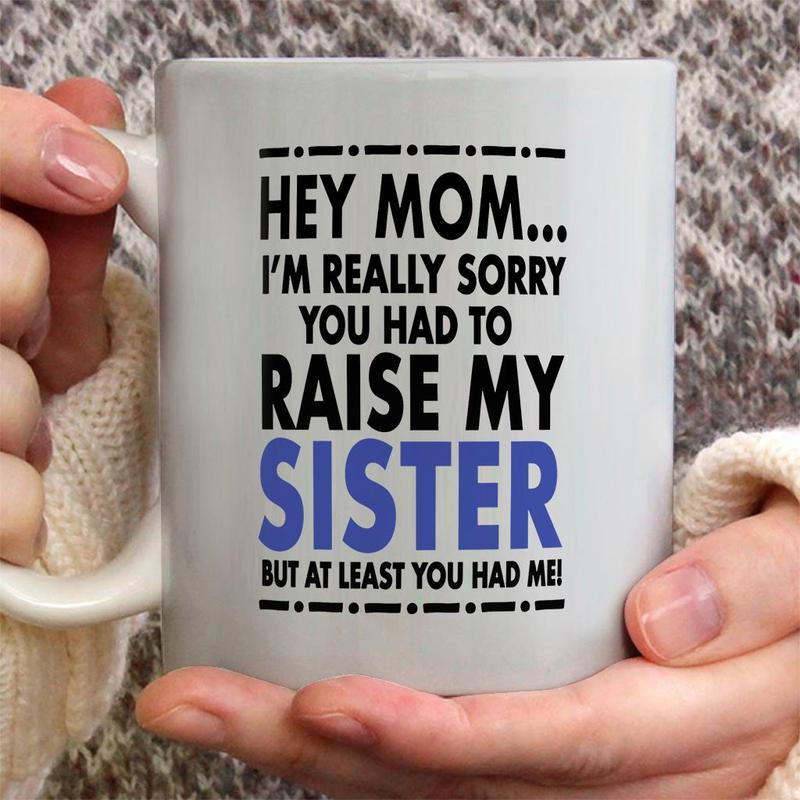 HEY MOM...
I'M REALLY SORRY
YOU HAD TO
RAISE MY
SISTER
BUT AT LEAST YOU HAD ME!